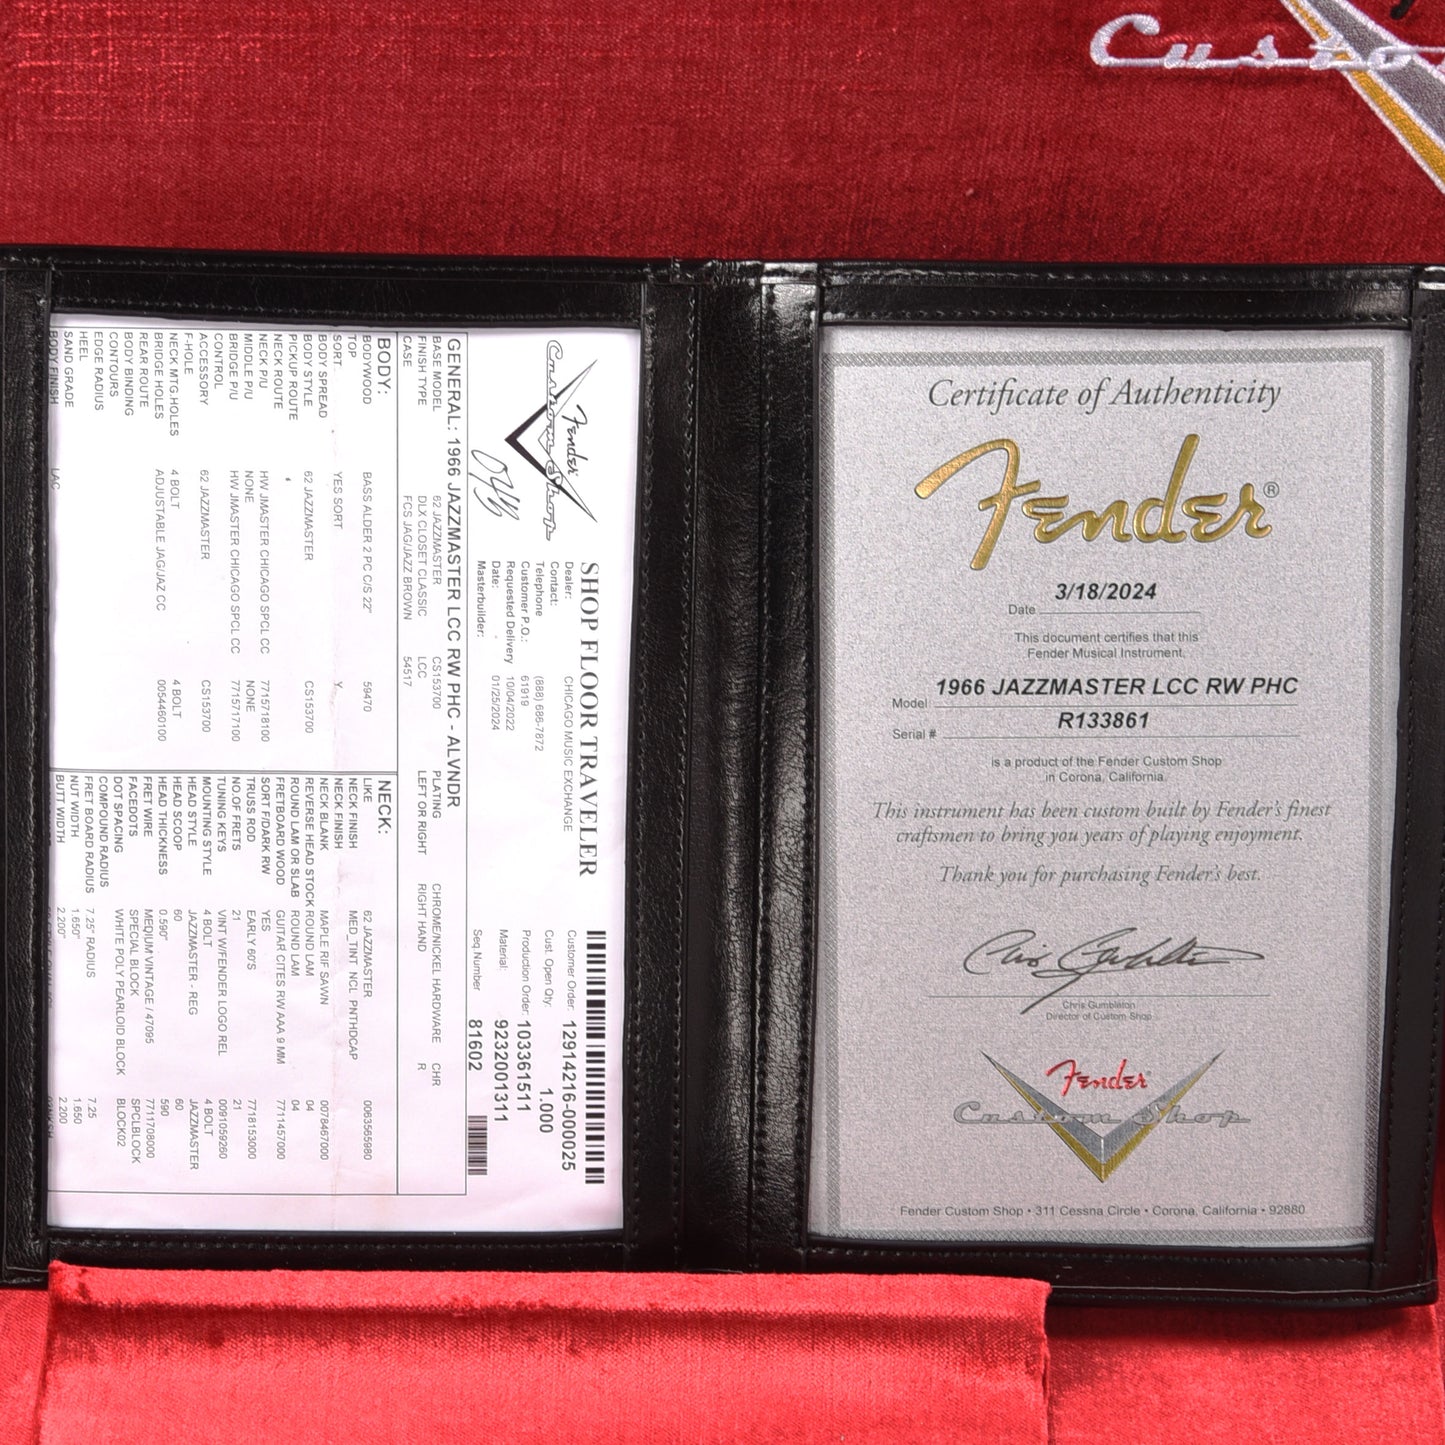 Custo
Fender
Custom Shop
SHOP FLOOR TRAVELER
Dealer: CHICAGO MUSIC EXCHANGE
Contact:
Telephone (888) 686-7872
Customer P.O.: 61919
Requested Delivery 10/04/2022
Date: 01/25/2024
Masterbuilder:
Customer Order: 12914216-000025
Cust. Open Qty: 1.000
Production Order: 103361511
Material: 9232001311
Seq Number 81602
GENERAL: 1966 JAZZMASTER LCC RW PHC - ALVNDR
BASE MODEL 62 JAZZMASTER CS153700 PLATING CHROME/NICKEL HARDWARE CHR
FINISH TYPE DLX CLOSET CLASSIC LCC LEFT OR RIGHT RIGHT HAND R
CASE FCS JAG/JAZZ BROWN 54517
BODY:
BODYWOOD BASS ALDER 2 PC C/S 22" 59470
TOP
SORT YES SORT Y
BODY SPREAD
BODY STYLE 62 JAZZMASTER CS153700
PICKUP ROUTE
NECK ROUTE
NECK P/U HW JMASTER CHICAGO SPCL CC 7715718100
MIDDLE P/U NONE NONE
BRIDGE P/U HW JMASTER CHICAGO SPCL CC 7715717100
CONTROL
ACCESSORY 62 JAZZMASTER CS153700
F-HOLE
NECK MTG.HOLES 4 BOLT 4 BOLT
BRIDGE HOLES ADJUSTABLE JAG/JAZ CC 0054460100
REAR ROUTE
BODY BINDING
CONTOURS
EDGE RADIUS
HEEL
SAND GRADE
BODY FINISH LAC
NECK:
LIKE 62 JAZZMASTER 0063565980
NECK FINISH MED_TINT_NCL_PNTHDCAP
NECK FINISH
NECK BLANK MAPLE RIF SAWN 0078467000
REVERSE HEAD STOCK ROUND LAM 04
ROUND LAM OR SLAB ROUND LAM 04
FRETBOARD WOOD GUITAR CITES RW AAA 9 MM 7711457000
SORT F/DARK RW YES
TRUSS ROD EARLY 60'S 7718153000
NO.OF FRETS 21 21
TUNING KEYS VINT W/FENDER LOGO REL 0091059260
MOUNTING STYLE 4 BOLT 4 BOLT
HEAD STYLE JAZZMASTER - REG JAZZMASTER
HEAD SCOOP 60 60
HEAD THICKNESS 0.590" 590
FRET WIRE MEDIUM VINTAGE / 47095 7711708000
FACEDOTS SPECIAL BLOCK SPCLBLOCK
DOT SPACING WHITE POLY PEARLOID BLOCK BLOCK02
COMPOUND RADIUS
FRET BOARD RADIUS 7.25" RADIUS 7.25
NUT WIDTH 1.650" 1.650
BUTT WIDTH 2.200" 2.200
Certificate of Authenticity
Fender®
3/18/2024
Date
This document certifies that this
Fender Musical Instrument,
1966 JAZZMASTER LCC RW PHC
Model
R133861
Serial #
is a product of the Fender Custom Shop
in Corona, California.
This instrument has been custom built by Fender's finest
craftsmen to bring you years of playing enjoyment.
Thank you for purchasing Fender's best.
Chris Gumbleton
Director of Custom Shop
Fender
Custom Shop
Fender Custom Shop • 311 Cessna Circle • Corona, California • 92880